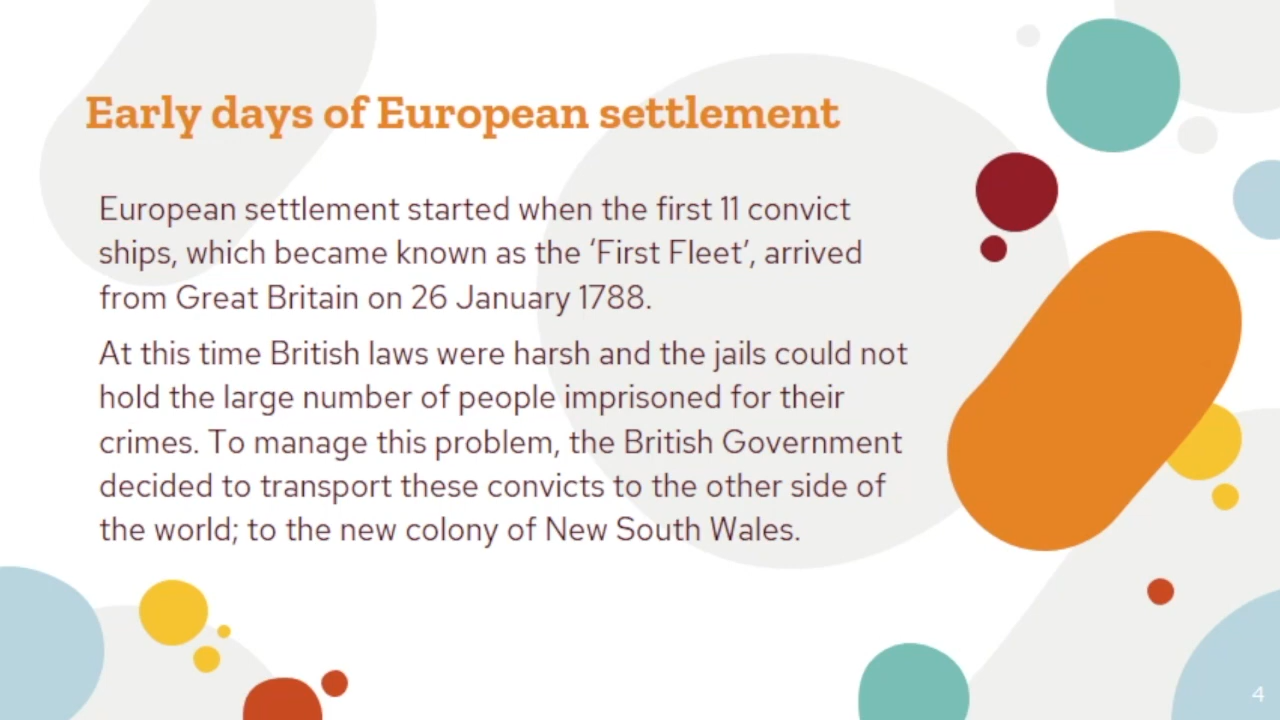 Early days of European settlement
European settlement started when the first 11 convict
ships, which became known as the ‘First Fleet’, arrived
from Great Britain on 26 January 1788.
At this time British laws were harsh and the jails could not
hold the large number of people imprisoned for their
crimes. To manage this problem, the British Government
decided to transport these convicts to the other side of
the world; to the new colony of New South Wales.
4